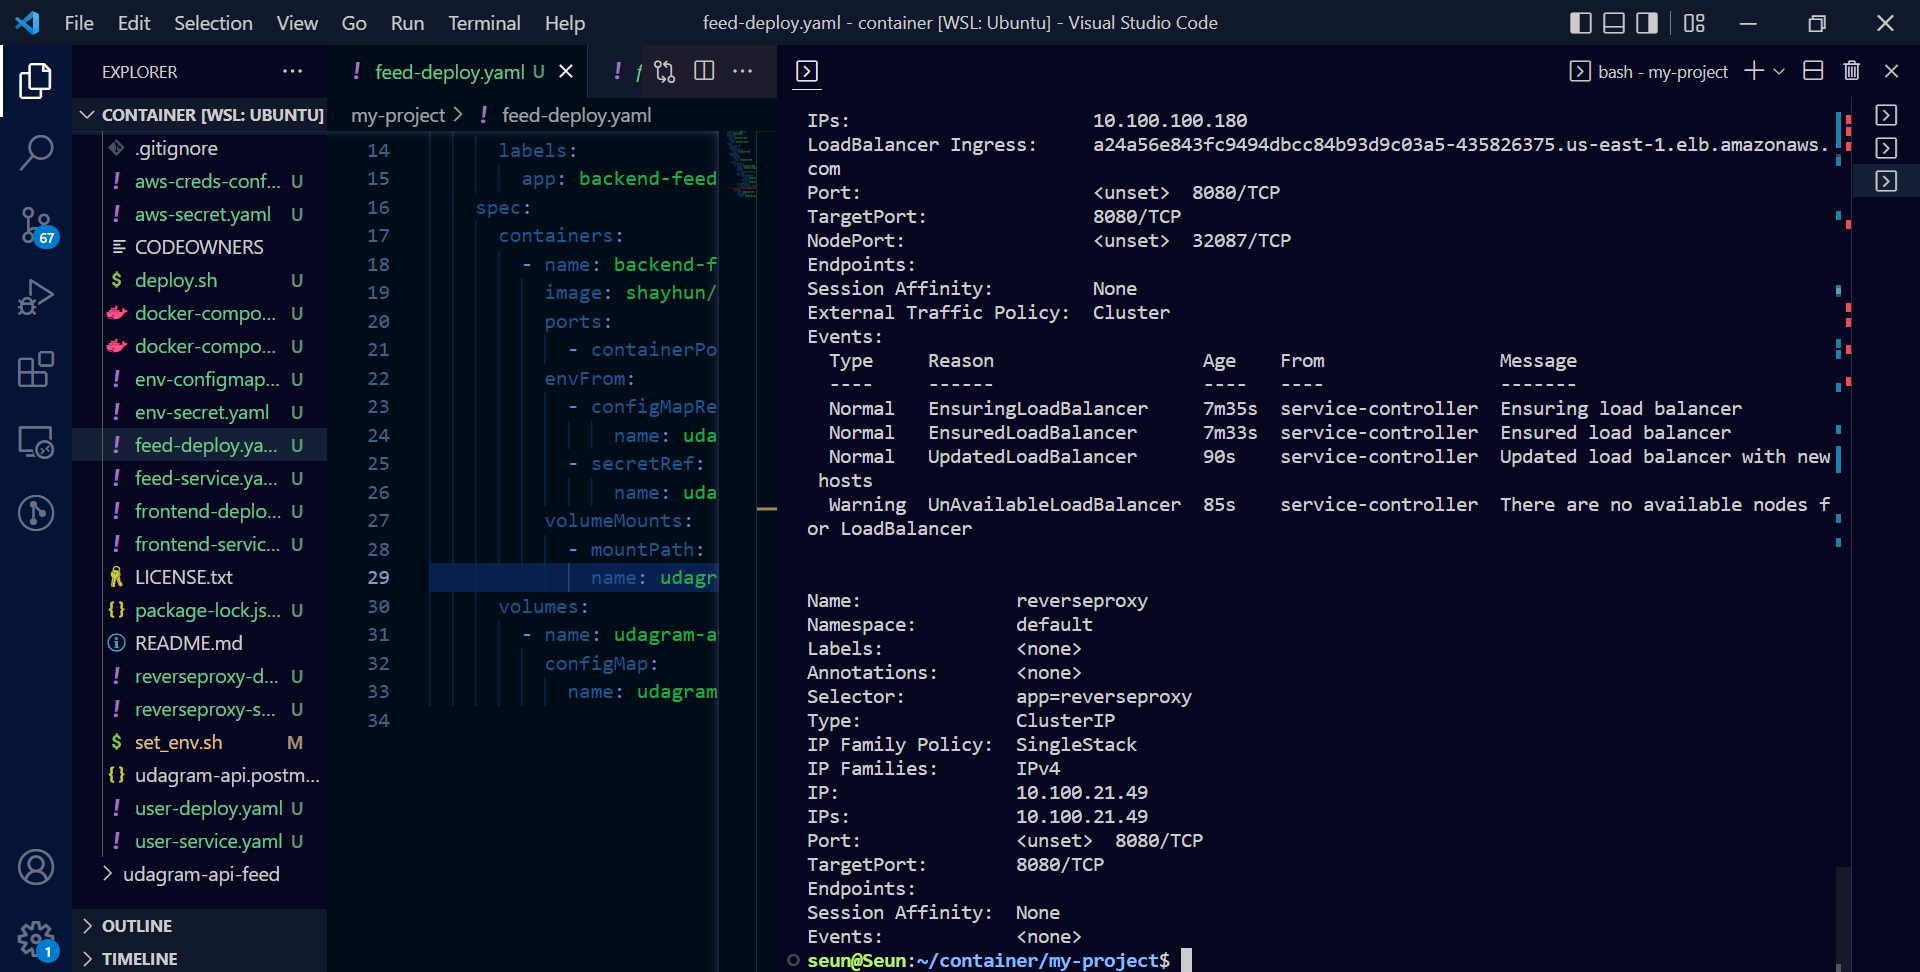 File Edit Selection View Go Run Terminal Help
feed-deploy.yaml - container [WSL: Ubuntu] - Visual Studio Code
EXPLORER
CONTAINER [WSL: UBUNTU]
.gitignore
aws-creds-conf... U
aws-secret.yaml U
CODEOWNERS
deploy.sh U
docker-compo... U
docker-compo... U
env-configmap... U
env-secret.yaml U
feed-deploy.ya... U
feed-service.ya... U
frontend-deplo... U
frontend-servic... U
LICENSE.txt
package-lock.js... U
README.md
reverseproxy-d... U
reverseproxy-s... U
set_env.sh M
udagram-api.postm...
user-deploy.yaml U
user-service.yaml U
udagram-api-feed
OUTLINE
TIMELINE
67
1
feed-deploy.yaml U
my-project > feed-deploy.yaml
14 labels:
15 app: backend-feed
16 spec:
17 containers:
18 - name: backend-f
19 image: shayhun/
20 ports:
21 - containerPo
22 envFrom:
23 - configMapRe
24 name: uda
25 - secretRef:
26 name: uda
27 volumeMounts:
28 - mountPath:
29 name: udagr
30 volumes:
31 - name: udagram-a
32 configMap:
33 name: udagram
34
bash - my-project
IPs: 10.100.100.180
LoadBalancer Ingress: a24a56e843fc9494dbcc84b93d9c03a5-435826375.us-east-1.elb.amazonaws.
com
Port: <unset> 8080/TCP
TargetPort: 8080/TCP
NodePort: <unset> 32087/TCP
Endpoints:
Session Affinity: None
External Traffic Policy: Cluster
Events:
Type Reason Age From Message
---- ------ ---- ---- -------
Normal EnsuringLoadBalancer 7m35s service-controller Ensuring load balancer
Normal EnsuredLoadBalancer 7m33s service-controller Ensured load balancer
Normal UpdatedLoadBalancer 90s service-controller Updated load balancer with new
hosts
Warning UnAvailableLoadBalancer 85s service-controller There are no available nodes f
or LoadBalancer
Name: reverseproxy
Namespace: default
Labels: <none>
Annotations: <none>
Selector: app=reverseproxy
Type: ClusterIP
IP Family Policy: SingleStack
IP Families: IPv4
IP: 10.100.21.49
IPs: 10.100.21.49
Port: <unset> 8080/TCP
TargetPort: 8080/TCP
Endpoints:
Session Affinity: None
Events: <none>
seun@Seun:~/container/my-project$